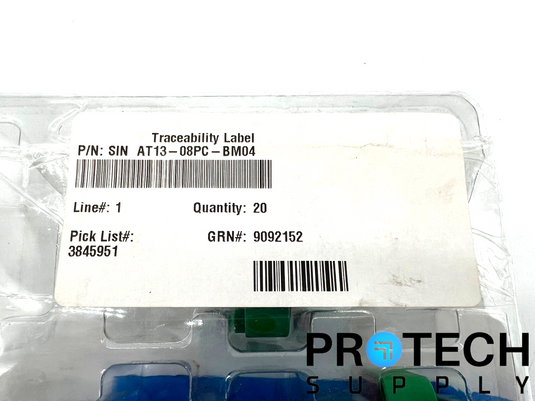 Traceability Label
P/N: SIN AT13-08PC-BM04
Line#: 1 Quantity: 20
Pick List#: GRN#: 9092152
3845951
PROTECH
SUPPLY